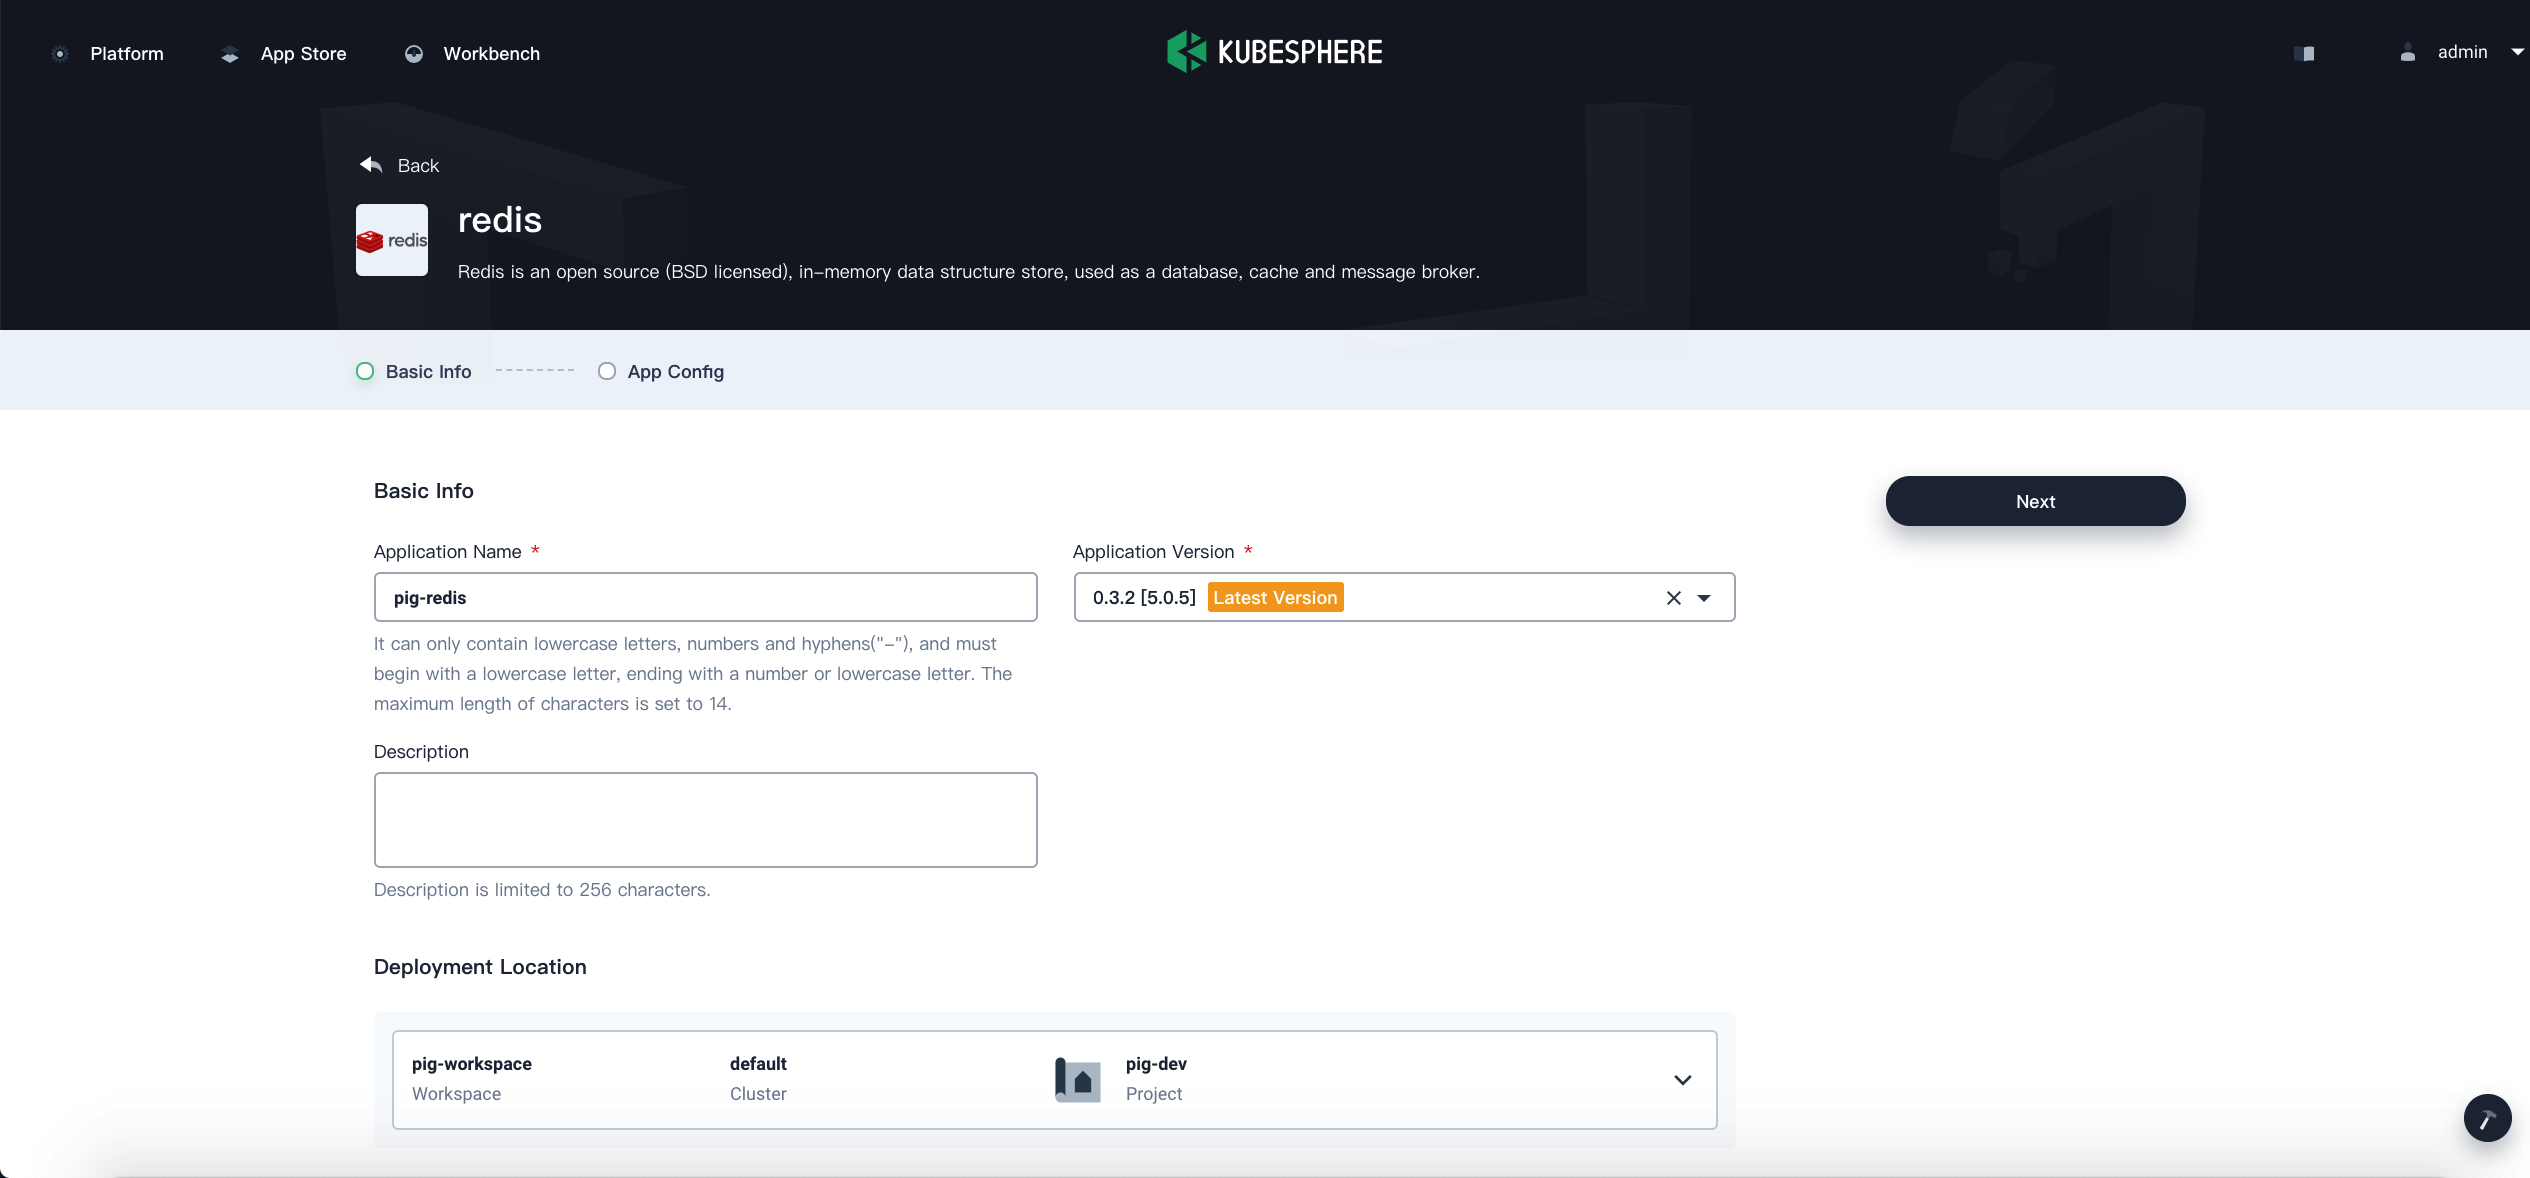 Platform
App Store
Workbench
KUBESPHERE
admin
Back
redis
redis
Redis is an open source (BSD licensed), in-memory data structure store, used as a database, cache and message broker.
Basic Info
App Config
Basic Info
Next
Application Name *
Application Version *
pig-redis
0.3.2 [5.0.5] Latest Version
It can only contain lowercase letters, numbers and hyphens("-"), and must
begin with a lowercase letter, ending with a number or lowercase letter. The
maximum length of characters is set to 14.
Description
Description is limited to 256 characters.
Deployment Location
pig-workspace
Workspace
default
Cluster
pig-dev
Project